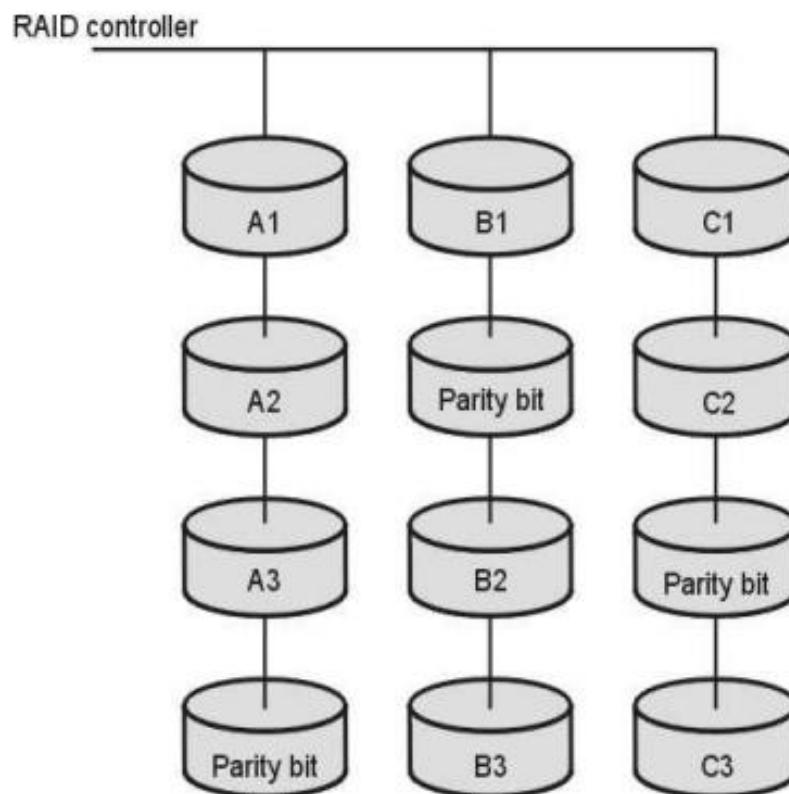 RAID controller
A1 B1 C1
A2 Parity bit C2
A3 B2 Parity bit
Parity bit B3 C3